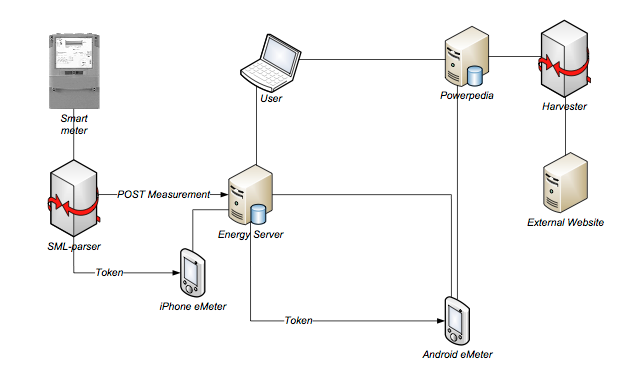 User
Powerpedia
Harvester
Smart
meter
POST Measurement
External Website
Energy Server
SML-parser
Token
iPhone eMeter
Token
Android eMeter